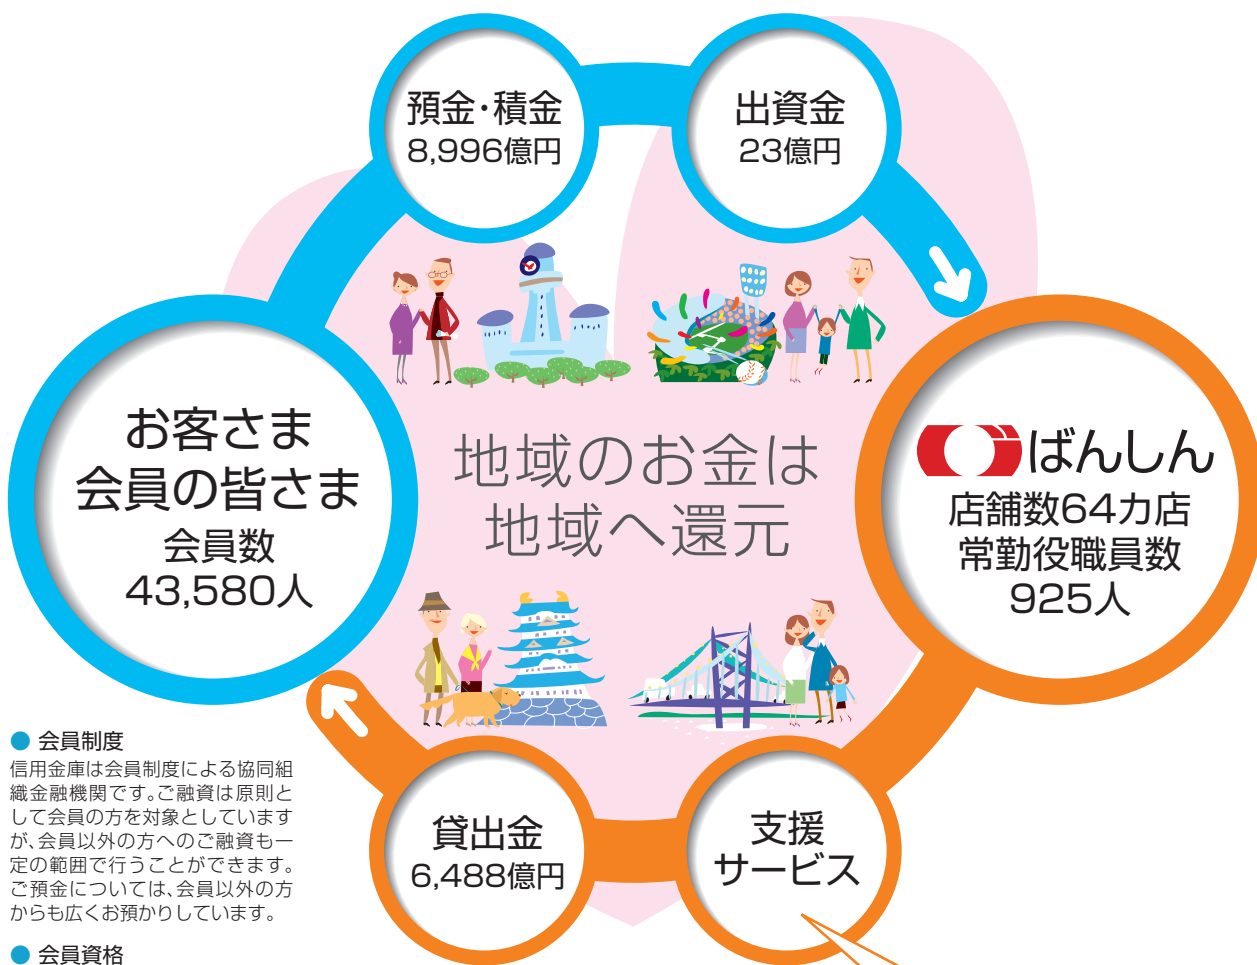 預金・積金
8,996億円
出資金
23億円
お客さま
会員の皆さま
会員数
43,580人
地域のお金は
地域へ還元
ばんしん
店舗数64カ店
常勤役職員数
925人
貸出金
6,488億円
支援
サービス
● 会員制度
信用金庫は会員制度による協同組
織金融機関です。ご融資は原則と
して会員の方を対象としています
が、会員以外の方へのご融資も一
定の範囲で行うことができます。
ご預金については、会員以外の方
からも広くお預かりしています。
● 会員資格